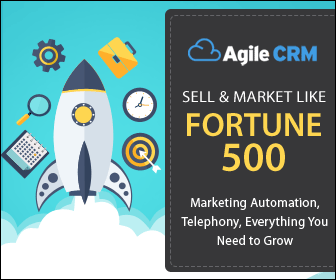 Agile CRM
SELL & MARKET LIKE
FORTUNE
500
Marketing Automation,
Telephony, Everything You
Need to Grow